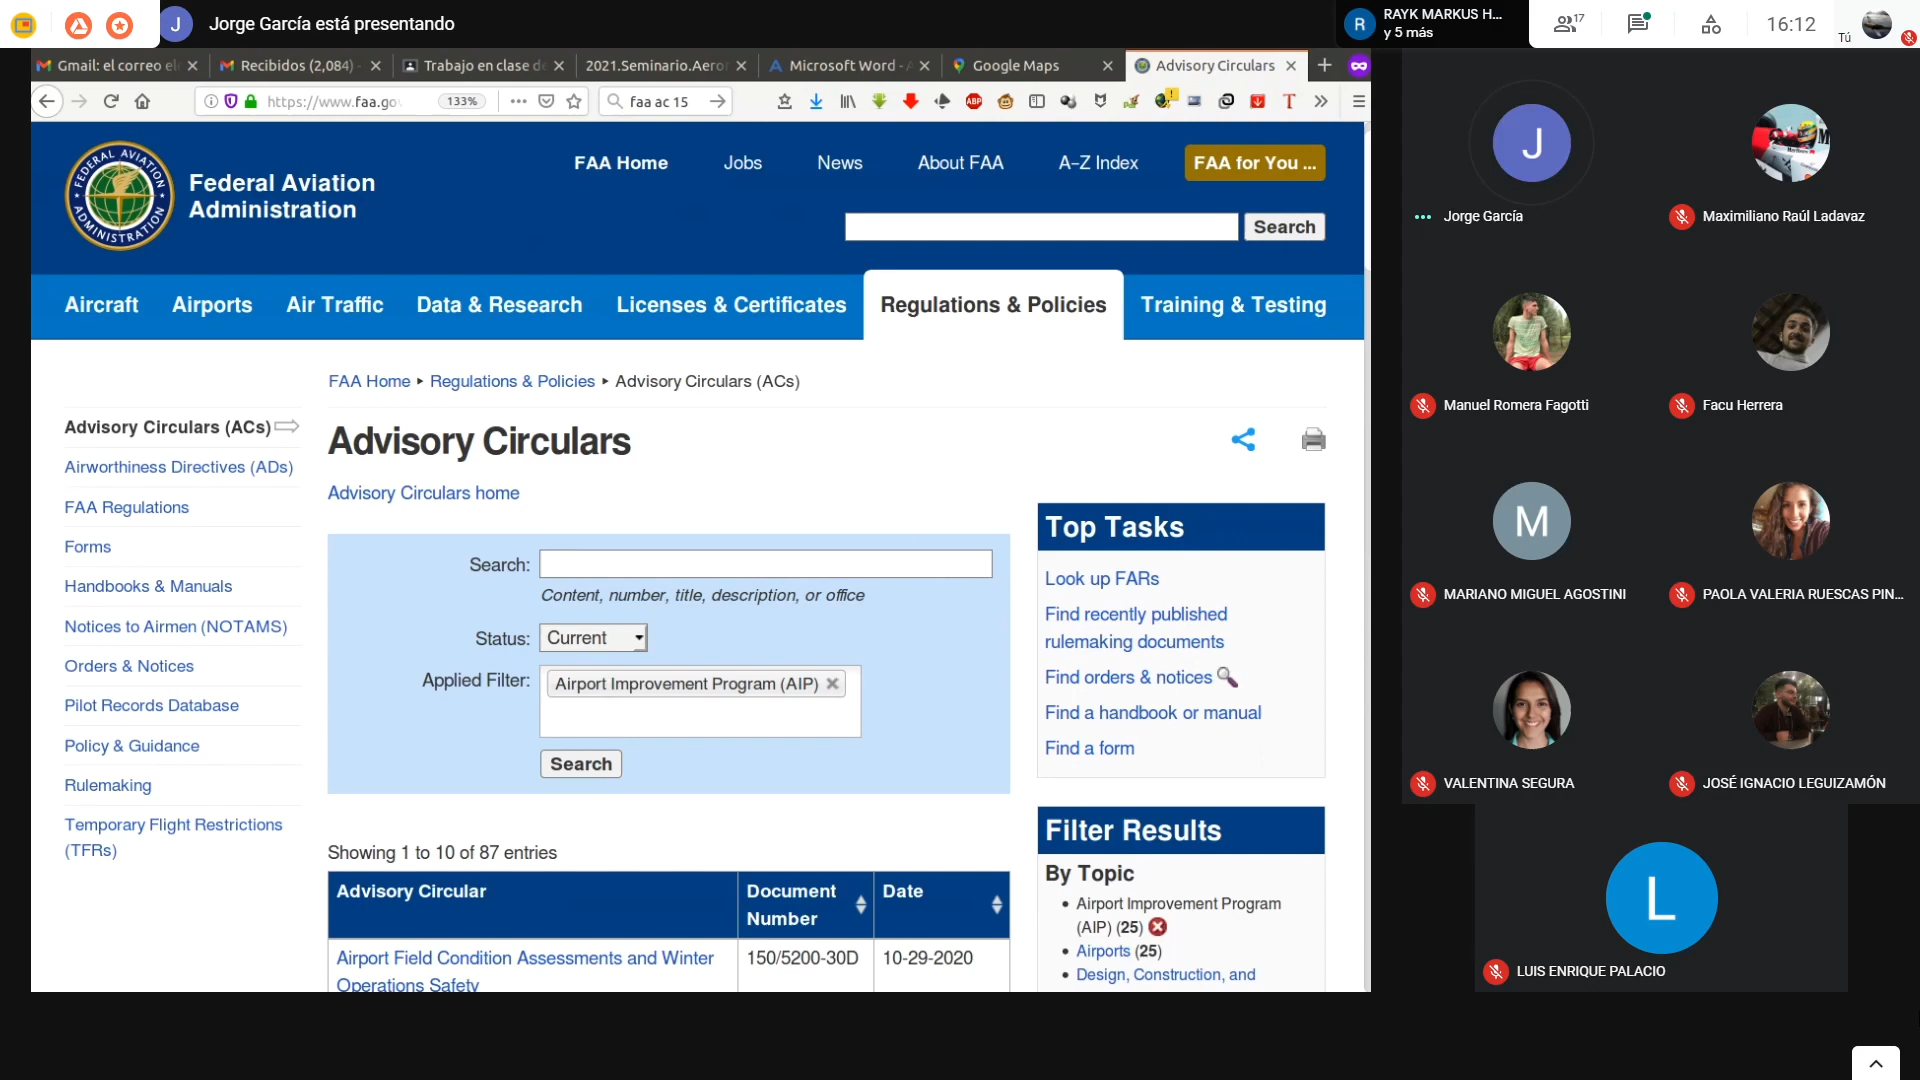 J
Jorge García está presentando
R
RAYK MARKUS H...
y 5 más
17
16:12
Tú
Gmail: el correo el
Recibidos (2,084)
Trabajo en clase de
2021.Seminario.Aero
Microsoft Word - A
Google Maps
Advisory Circulars
https://www.faa.go
133%
faa ac 15
ABP
T
FEDERAL AVIATION
ADMINISTRATION
Federal Aviation
Administration
FAA Home
Jobs
News
About FAA
A–Z Index
FAA for You ...
Search
Aircraft
Airports
Air Traffic
Data & Research
Licenses & Certificates
Regulations & Policies
Training & Testing
FAA Home ▸ Regulations & Policies ▸ Advisory Circulars (ACs)
Advisory Circulars (ACs)
Airworthiness Directives (ADs)
FAA Regulations
Forms
Handbooks & Manuals
Notices to Airmen (NOTAMS)
Orders & Notices
Pilot Records Database
Policy & Guidance
Rulemaking
Temporary Flight Restrictions
(TFRs)
Advisory Circulars
Advisory Circulars home
Search:
Content, number, title, description, or office
Status: Current
Applied Filter: Airport Improvement Program (AIP)
Search
Showing 1 to 10 of 87 entries
Advisory Circular
Document
Number
Date
Airport Field Condition Assessments and Winter
Operations Safety
150/5200-30D
10-29-2020
Top Tasks
Look up FARs
Find recently published
rulemaking documents
Find orders & notices
Find a handbook or manual
Find a form
Filter Results
By Topic
• Airport Improvement Program
(AIP) (25)
• Airports (25)
• Design, Construction, and
J
Jorge García
Maximiliano Raúl Ladavaz
Manuel Romera Fagotti
Facu Herrera
M
MARIANO MIGUEL AGOSTINI
PAOLA VALERIA RUESCAS PIN...
VALENTINA SEGURA
JOSÉ IGNACIO LEGUIZAMÓN
L
LUIS ENRIQUE PALACIO